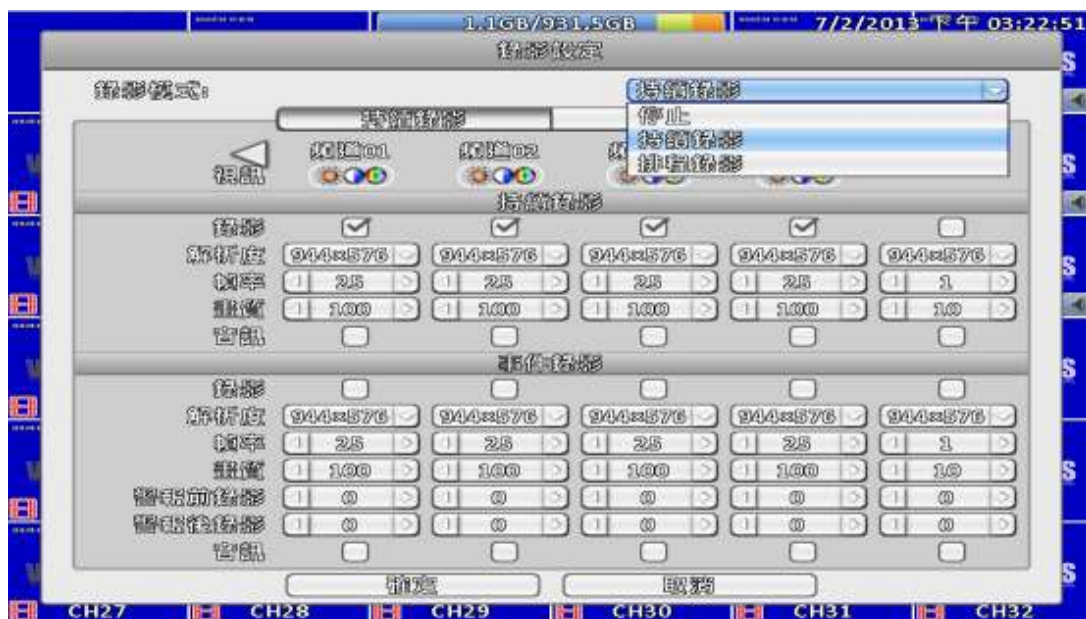 1.1GB/931.5GB 7/2/2013 下午 03:22:51
錄影設定
錄影模式: 持續錄影
停止
持續錄影
排程錄影
持續錄影
頻道01 頻道02
視訊
持續錄影
錄影
解析度 944x576 944x576 944x576 944x576 944x576
幀率 25 25 25 25 1
畫質 100 100 100 100 10
音訊
事件錄影
錄影
解析度 944x576 944x576 944x576 944x576 944x576
幀率 25 25 25 25 1
畫質 100 100 100 100 10
警報前錄影 0 0 0 0 0
警報後錄影 0 0 0 0 0
音訊
確定 取消
CH27 CH28 CH29 CH30 CH31 CH32